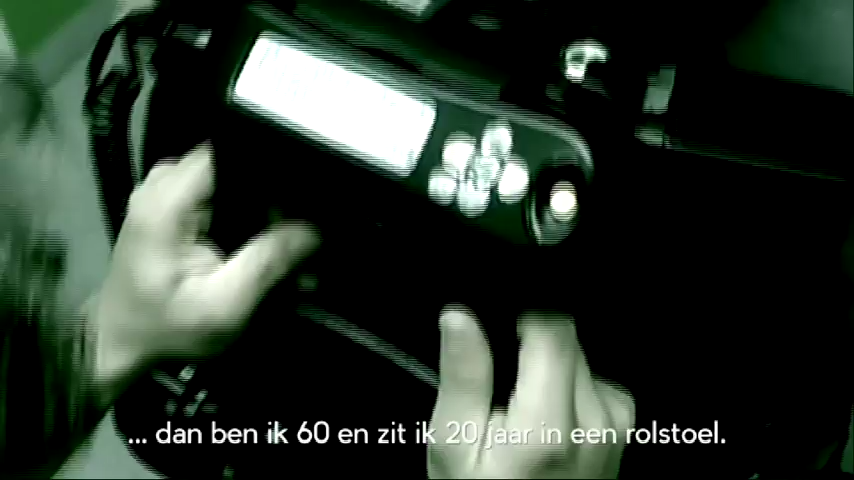 ... dan ben ik 60 en zit ik 20 jaar in een rolstoel.